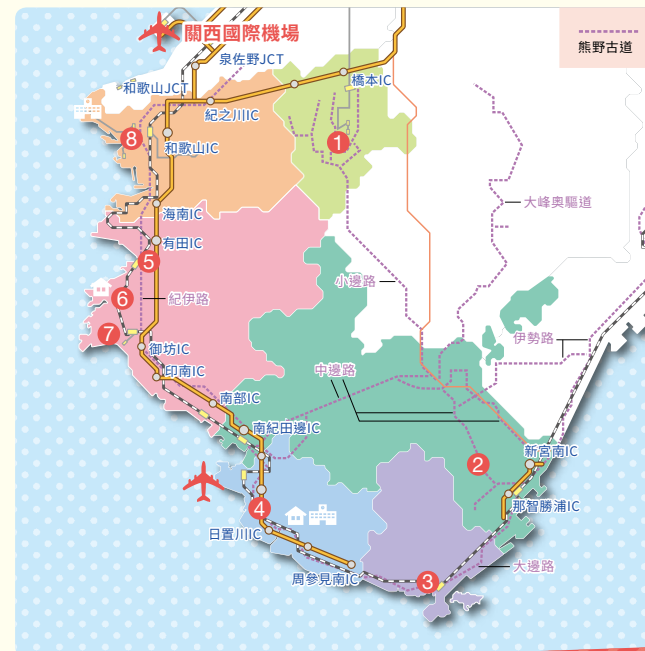 關西國際機場
熊野古道
泉佐野JCT
橋本IC
和歌山JCT
紀之川IC
8
1
和歌山IC
大峰奧驅道
海南IC
有田IC
5
小邊路
6
紀伊路
7
伊勢路
御坊IC
中邊路
印南IC
南部IC
南紀田邊IC
新宮南IC
2
4
那智勝浦IC
日置川IC
大邊路
周參見南IC
3